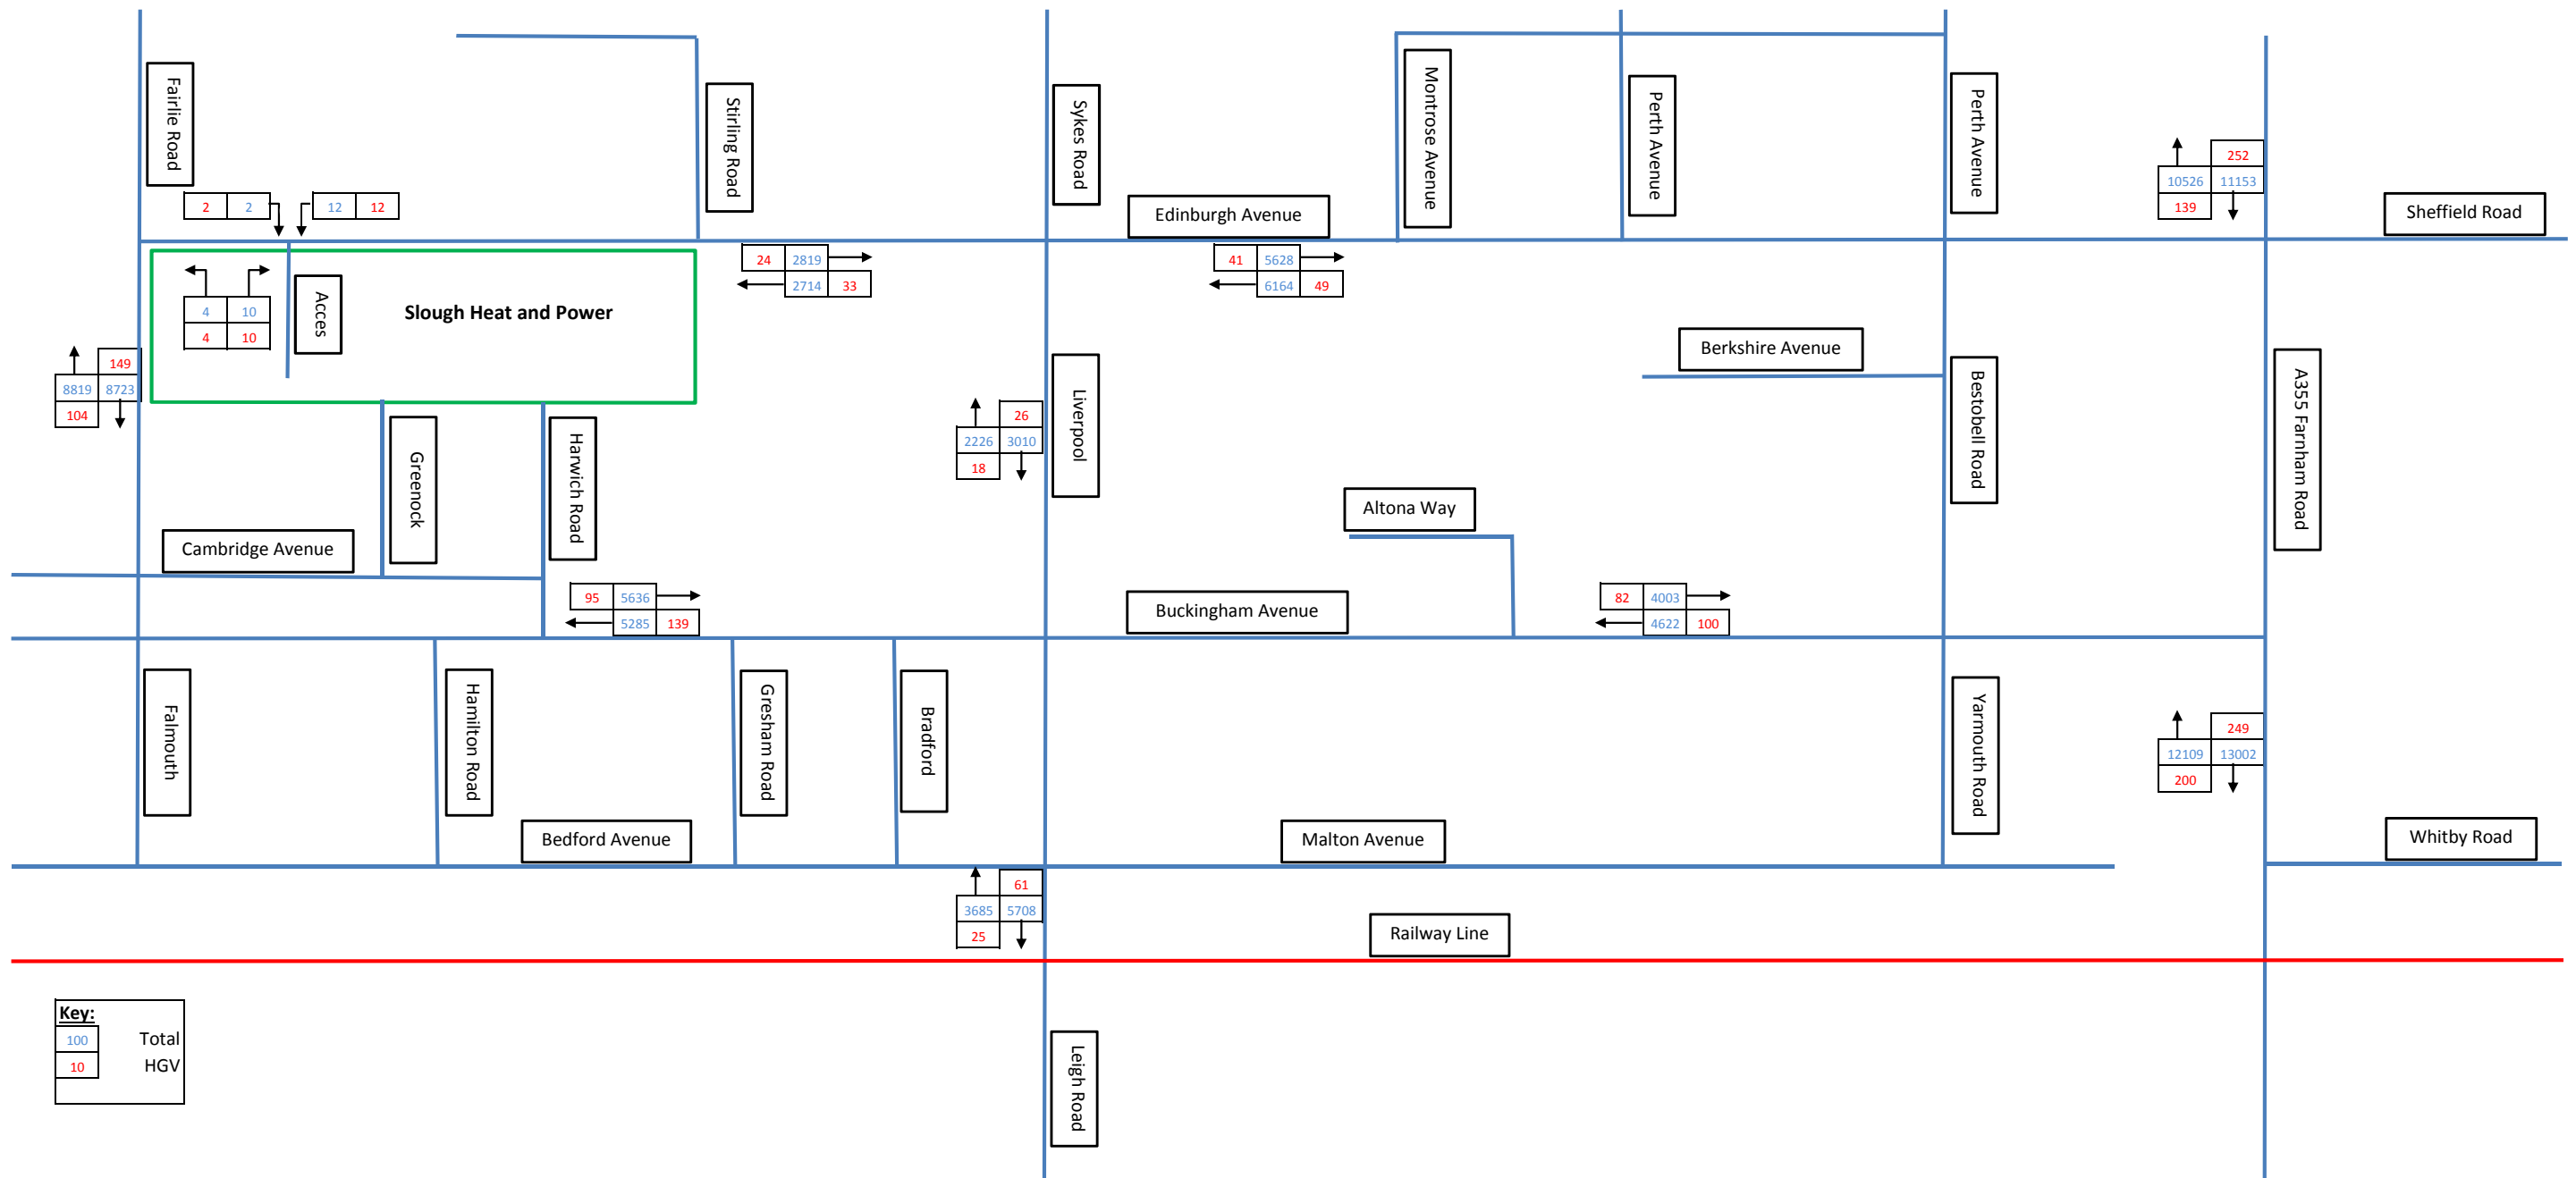 Fairlie Road
Stirling Road
Sykes Road
Montrose Avenue
Perth Avenue
Perth Avenue
252
10526 11153
139
Sheffield Road
2 2
12 12
Edinburgh Avenue
24 2819
2714 33
41 5628
6164 49
4 10
4 10
Acces
Slough Heat and Power
149
8819 8723
104
Berkshire Avenue
Liverpool
Bestobell Road
A355 Farnham Road
26
2226 3010
18
Greenock
Harwich Road
Altona Way
Cambridge Avenue
95 5636
5285 139
Buckingham Avenue
82 4003
4622 100
Falmouth
Hamilton Road
Gresham Road
Bradford
Yarmouth Road
249
12109 13002
200
Bedford Avenue
Malton Avenue
Whitby Road
61
3685 5708
25
Railway Line
Key:
100 Total
10 HGV
Leigh Road